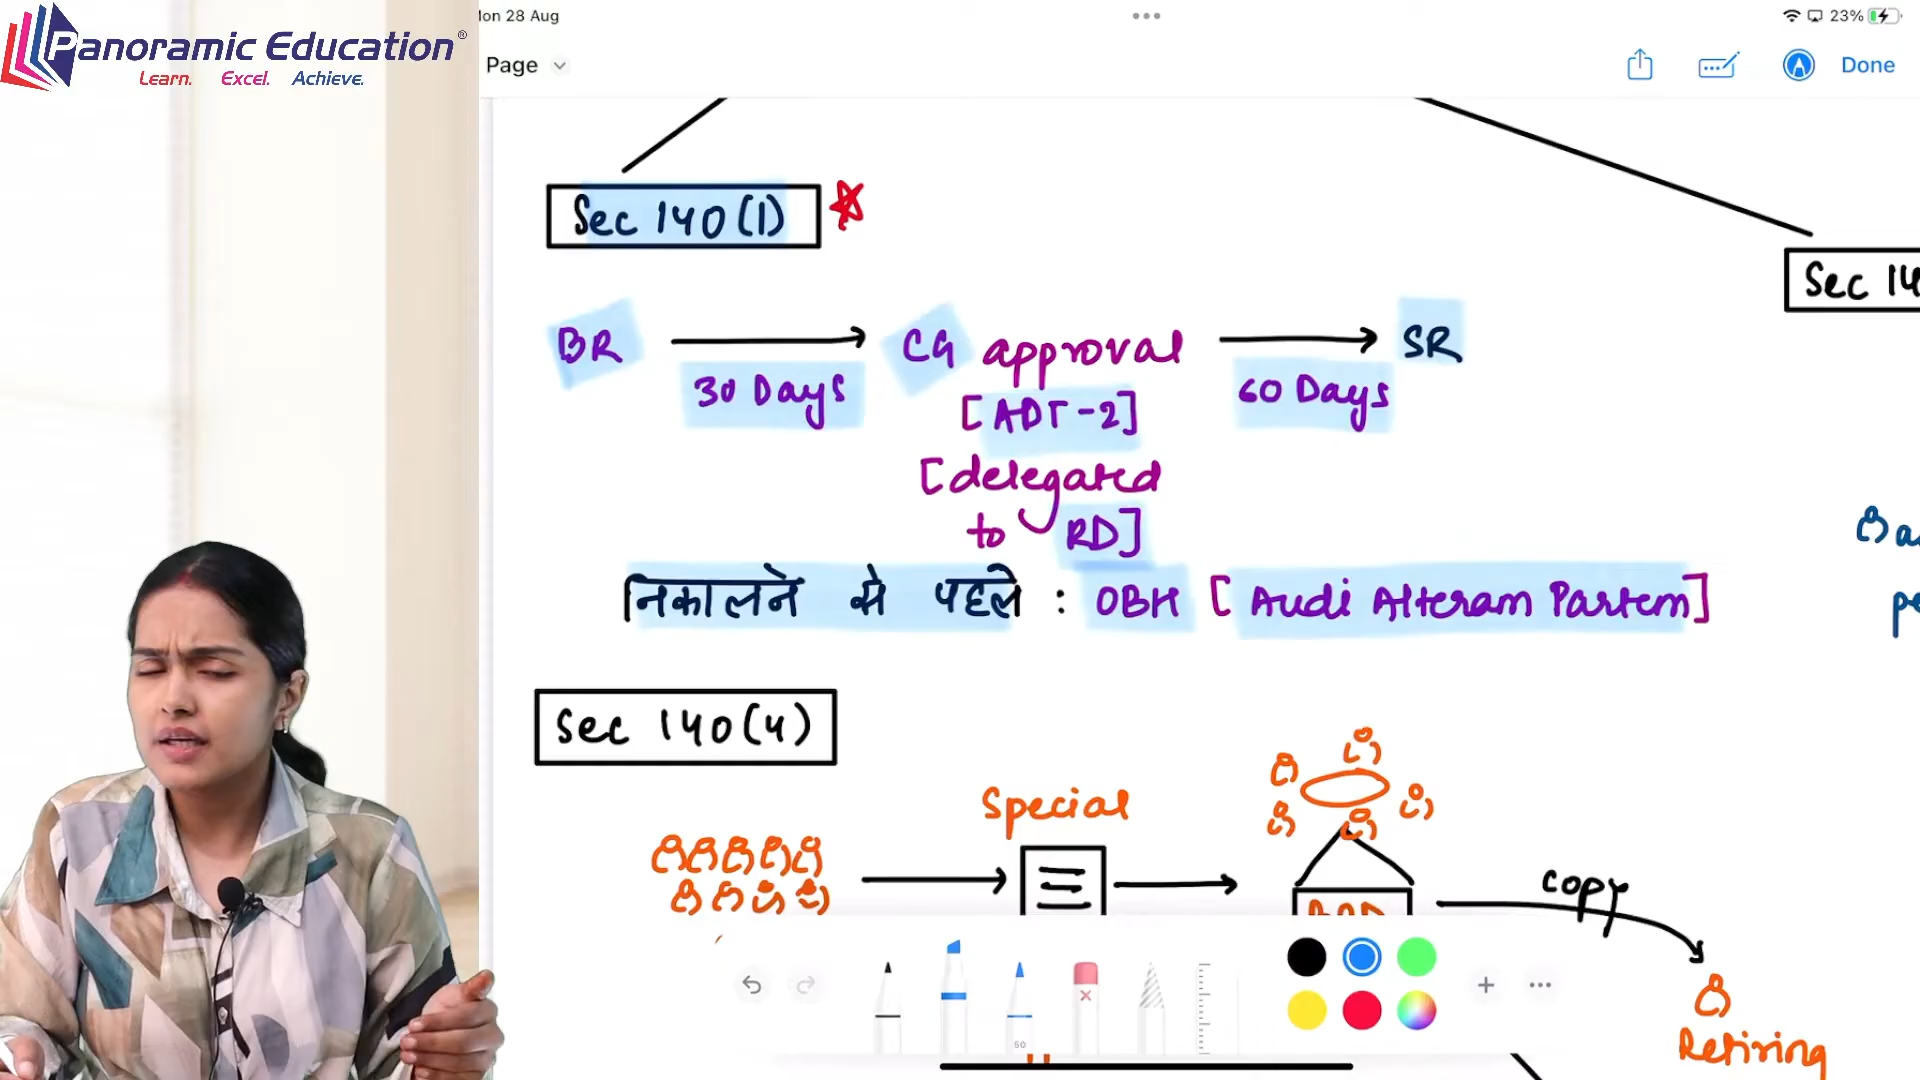 Panoramic Education®
Learn. Excel. Achieve.
Mon 28 Aug
23%
Page
Done
Sec 140(1)
BR
30 Days
CG approval
[ADT-2]
[delegated
to RD]
60 Days
SR
निकालने से पहले : OBH [Audi Alteram Partem]
Sec 140(4)
Special
copy
Retiring
50